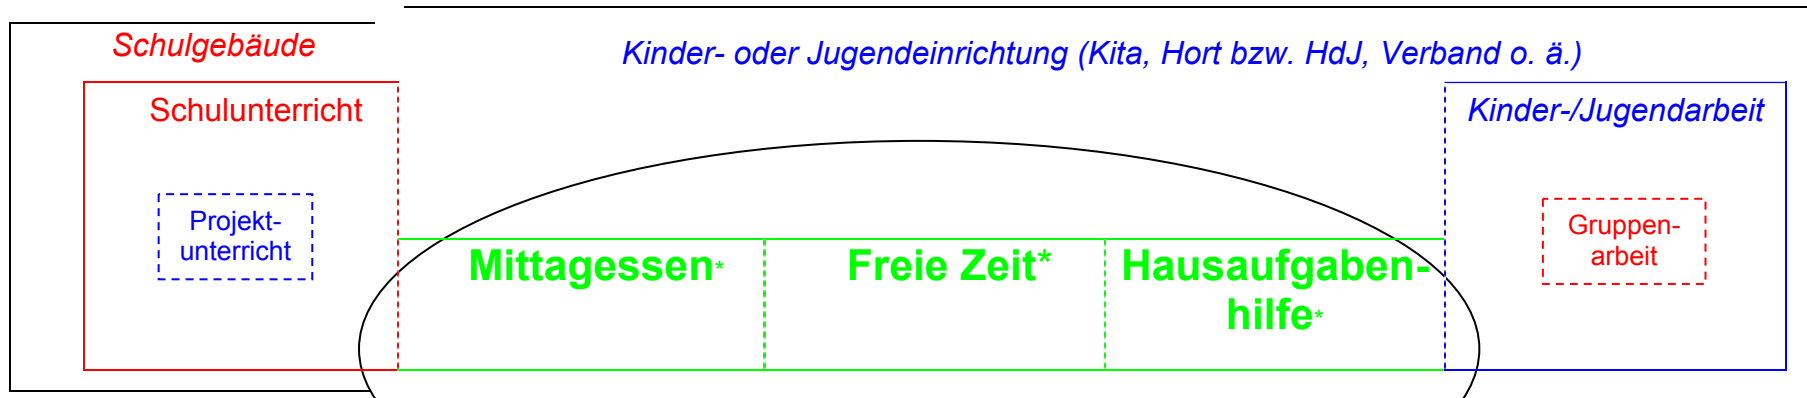 Schulgebäude
Kinder- oder Jugendeinrichtung (Kita, Hort bzw. HdJ, Verband o. ä.)
Schulunterricht
Kinder-/Jugendarbeit
Projekt-
unterricht
Gruppen-
arbeit
Mittagessen*
Freie Zeit*
Hausaufgaben-
hilfe*